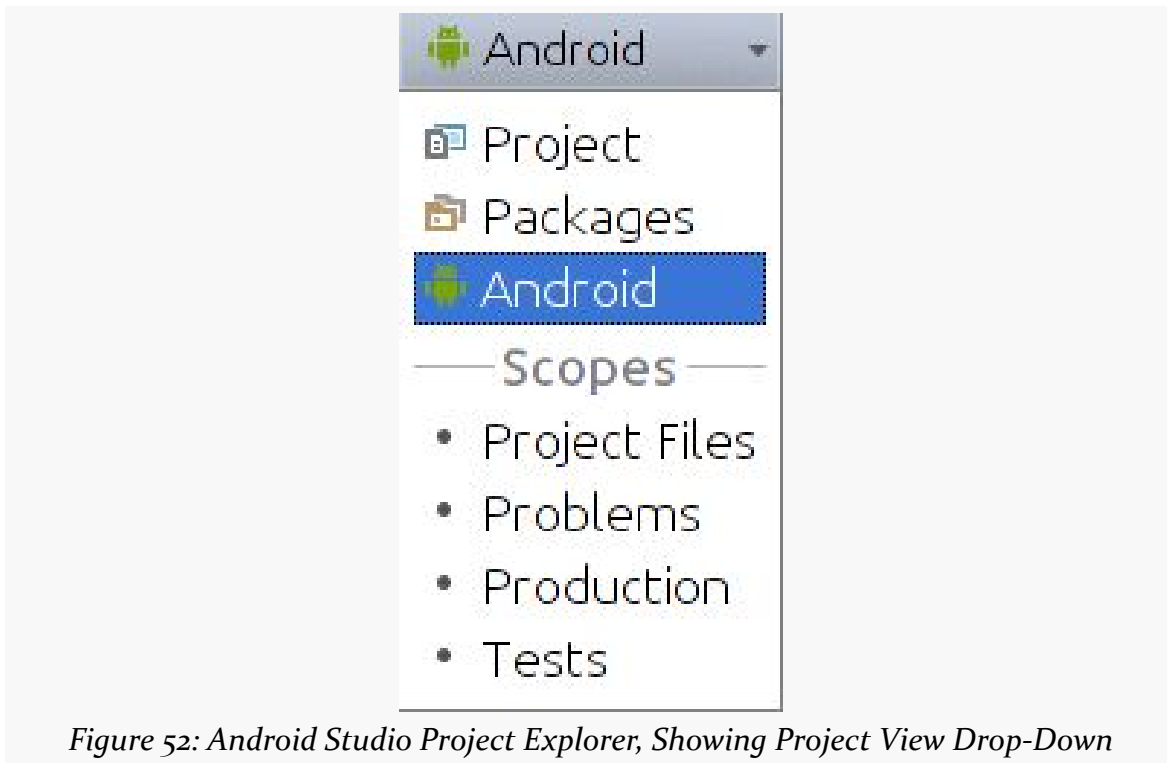 Android
Project
Packages
Android
Scopes
• Project Files
• Problems
• Production
• Tests
Figure 52: Android Studio Project Explorer, Showing Project View Drop-Down